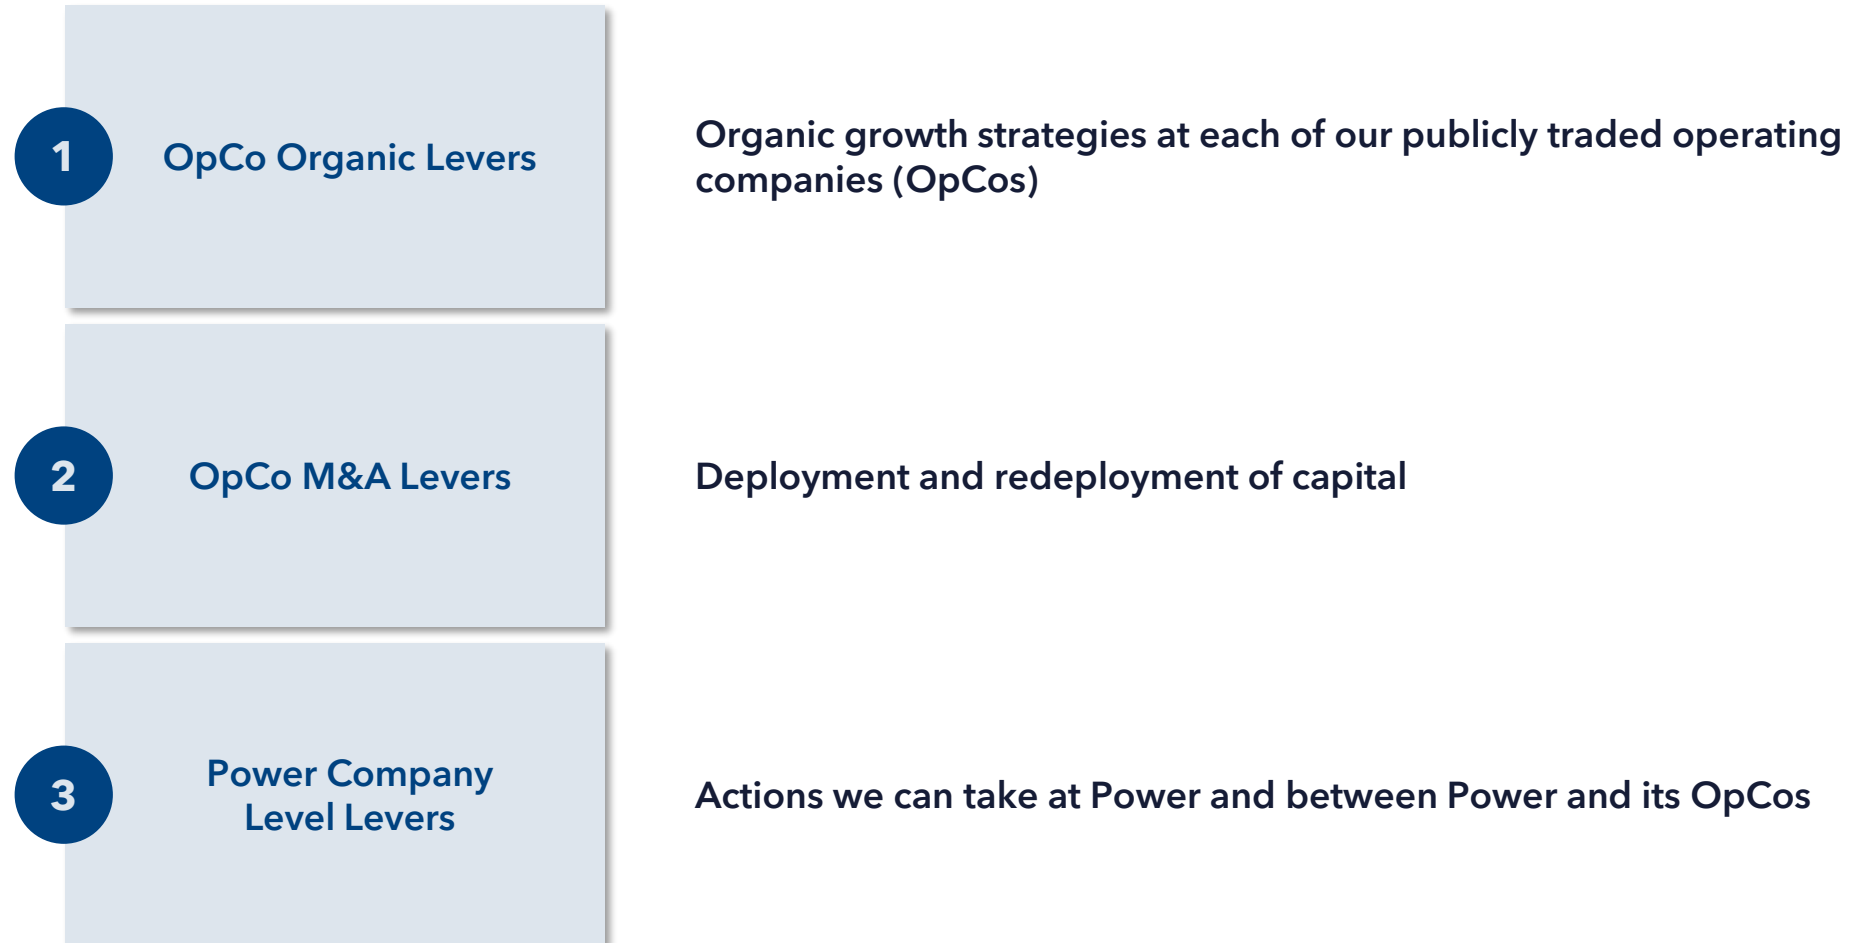 1
OpCo Organic Levers
Organic growth strategies at each of our publicly traded operating
companies (OpCos)
2
OpCo M&A Levers
Deployment and redeployment of capital
3
Power Company
Level Levers
Actions we can take at Power and between Power and its OpCos